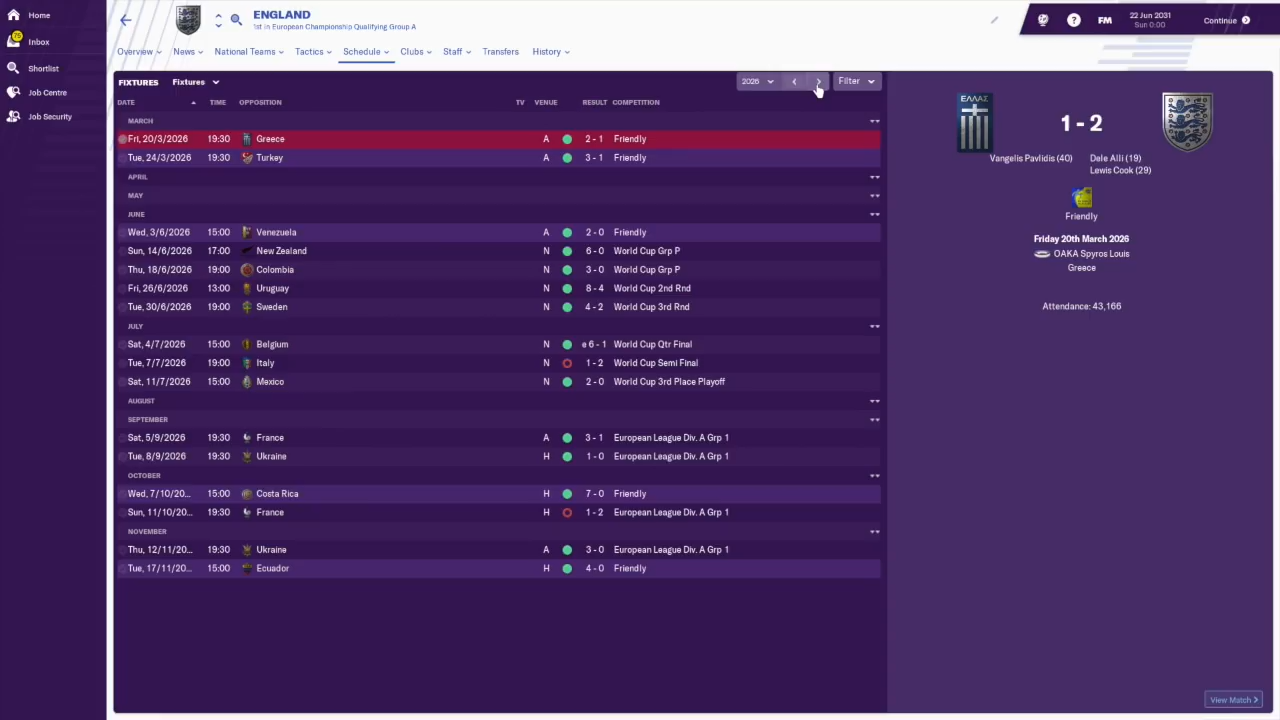 Home
Inbox
75
Shortlist
Job Centre
Job Security
ENGLAND
1st in European Championship Qualifying Group A
FM
22 Jun 2031
Sun 0:00
Continue
Overview News National Teams Tactics Schedule Clubs Staff Transfers History
FIXTURES Fixtures 2026 Filter
DATE TIME OPPOSITION TV VENUE RESULT COMPETITION
MARCH
Fri, 20/3/2026 19:30 Greece A 2 - 1 Friendly
Tue, 24/3/2026 19:30 Turkey A 3 - 1 Friendly
APRIL
MAY
JUNE
Wed, 3/6/2026 15:00 Venezuela A 2 - 0 Friendly
Sun, 14/6/2026 17:00 New Zealand N 6 - 0 World Cup Grp P
Thu, 18/6/2026 19:00 Colombia N 3 - 0 World Cup Grp P
Fri, 26/6/2026 13:00 Uruguay N 8 - 4 World Cup 2nd Rnd
Tue, 30/6/2026 19:00 Sweden N 4 - 2 World Cup 3rd Rnd
JULY
Sat, 4/7/2026 15:00 Belgium N e 6 - 1 World Cup Qtr Final
Tue, 7/7/2026 19:00 Italy N 1 - 2 World Cup Semi Final
Sat, 11/7/2026 15:00 Mexico N 2 - 0 World Cup 3rd Place Playoff
AUGUST
SEPTEMBER
Sat, 5/9/2026 19:30 France A 3 - 1 European League Div. A Grp 1
Tue, 8/9/2026 19:30 Ukraine H 1 - 0 European League Div. A Grp 1
OCTOBER
Wed, 7/10/20... 15:00 Costa Rica H 7 - 0 Friendly
Sun, 11/10/20... 19:30 France H 1 - 2 European League Div. A Grp 1
NOVEMBER
Thu, 12/11/20... 19:30 Ukraine A 3 - 0 European League Div. A Grp 1
Tue, 17/11/20... 15:00 Ecuador H 4 - 0 Friendly
ΕΛΛΑΣ
1 - 2
Vangelis Pavlidis (40) Dele Alli (19)
Lewis Cook (29)
Friendly
Friday 20th March 2026
OAKA Spyros Louis
Greece
Attendance: 43,166
View Match